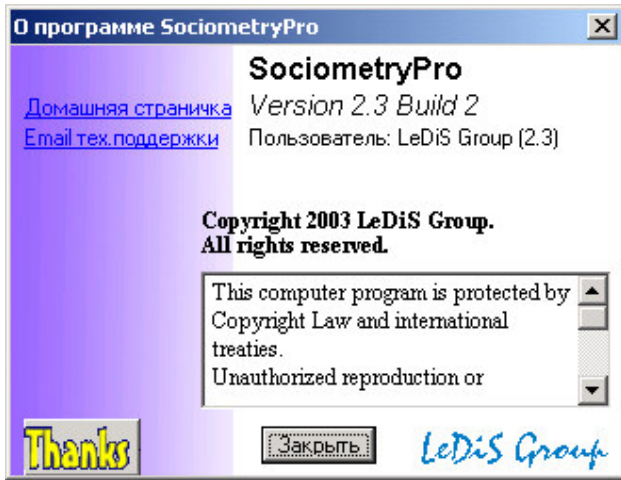 О программе SociometryPro
SociometryPro
Домашняя страничка
Version 2.3 Build 2
Email тех.поддержки
Пользователь: LeDiS Group (2.3)
Copyright 2003 LeDiS Group.
All rights reserved.
This computer program is protected by
Copyright Law and international
treaties.
Unauthorized reproduction or
Thanks
Закрыть
LeDiS Group